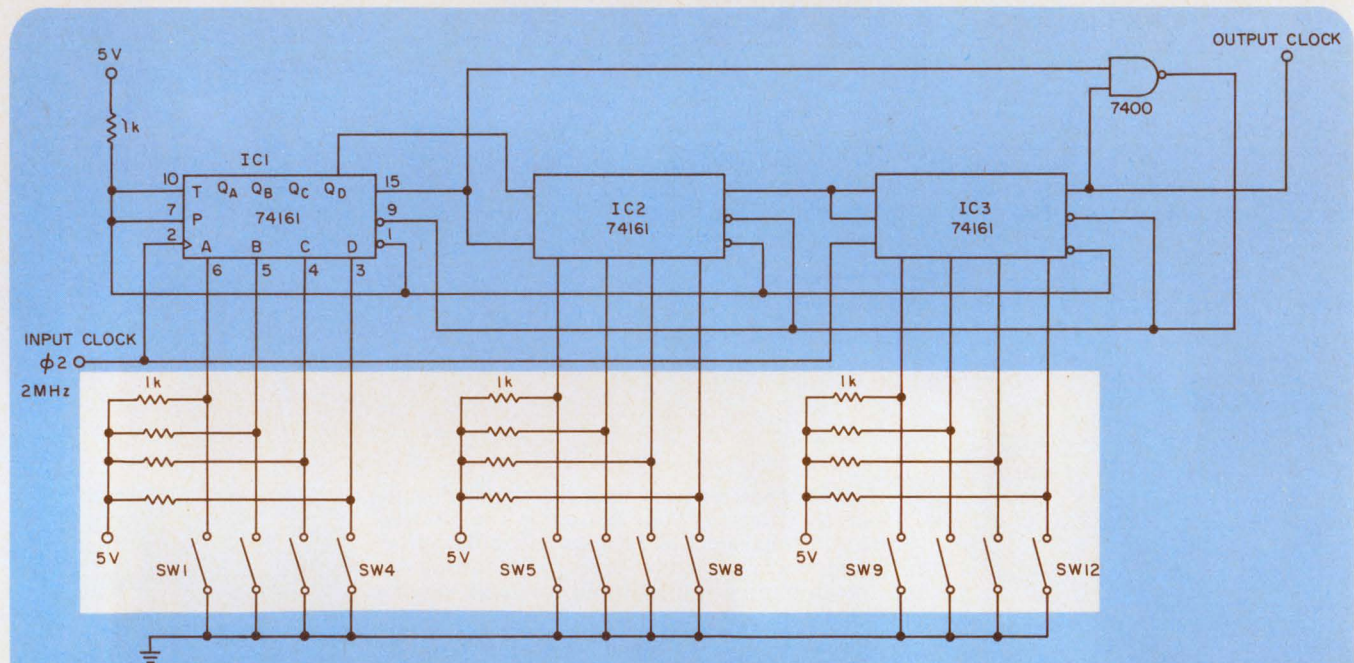 5V
OUTPUT CLOCK
7400
1k
IC1
10 T QA QB QC QD 15
7 P 74161 9
2 A B C D 1
6 5 4 3
IC2
74161
IC3
74161
INPUT CLOCK
φ2
2MHz
1k
1k
1k
5V
SW1
SW4
5V
SW5
SW8
5V
SW9
SW12